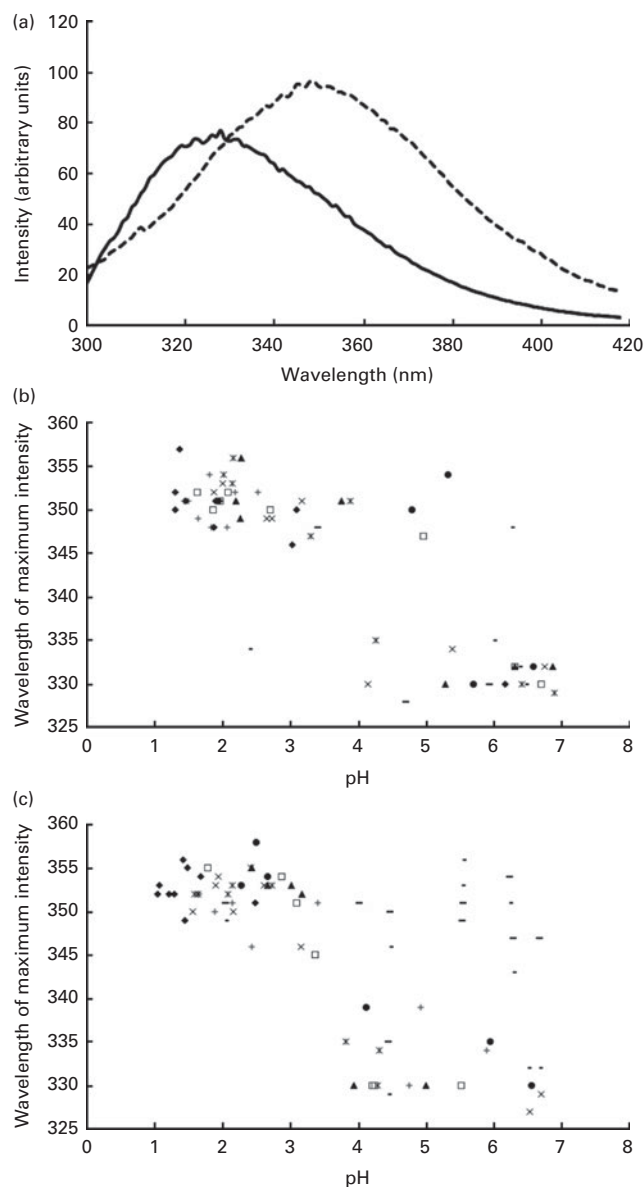 (a)
120
100
80
60
40
20
0
Intensity (arbitrary units)
300 320 340 360 380 400 420
Wavelength (nm)
(b)
360
355
350
345
340
335
330
325
Wavelength of maximum intensity
0 1 2 3 4 5 6 7 8
pH
(c)
360
355
350
345
340
335
330
325
Wavelength of maximum intensity
0 1 2 3 4 5 6 7 8
pH